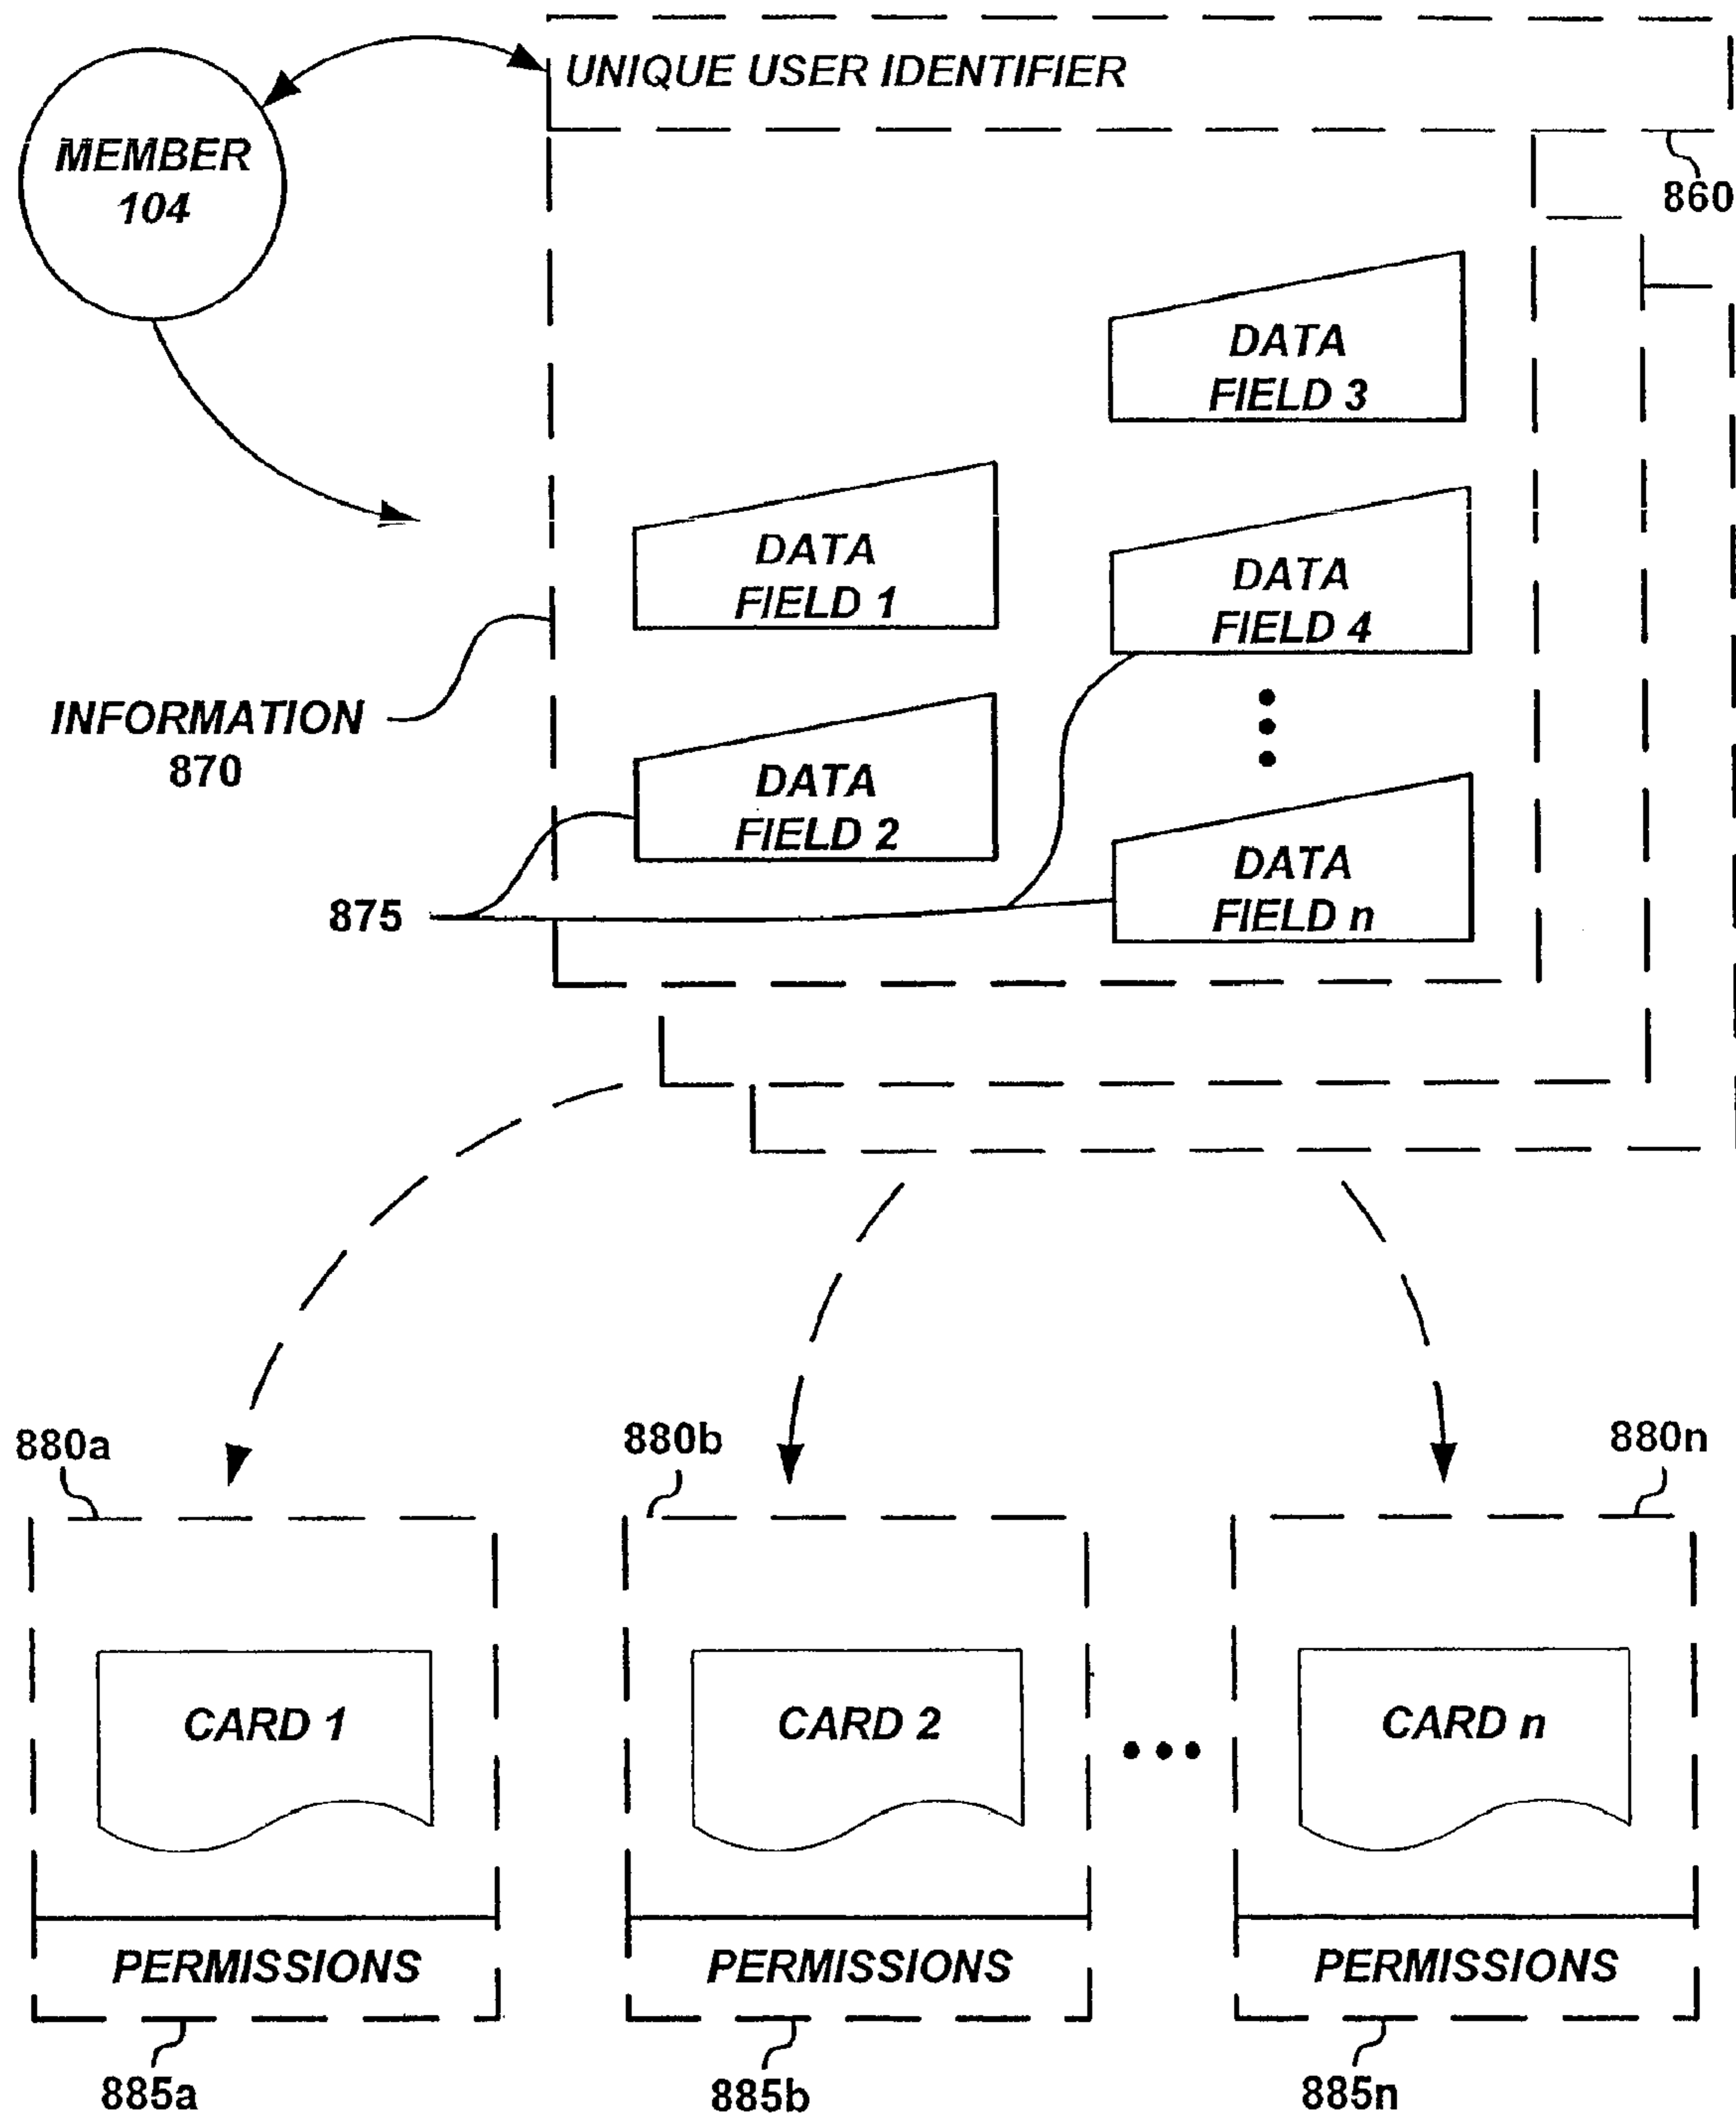 UNIQUE USER IDENTIFIER
MEMBER
104
860
DATA
FIELD 3
DATA
FIELD 1
DATA
FIELD 4
INFORMATION
870
DATA
FIELD 2
DATA
FIELD n
875
880a
880b
880n
CARD 1
CARD 2
CARD n
PERMISSIONS
PERMISSIONS
PERMISSIONS
885a
885b
885n